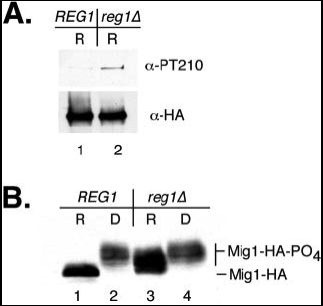 A.
REG1 reg1Δ
R R
α-PT210
α-HA
1 2
B.
REG1 reg1Δ
R D R D
Mig1-HA-PO4
Mig1-HA
1 2 3 4